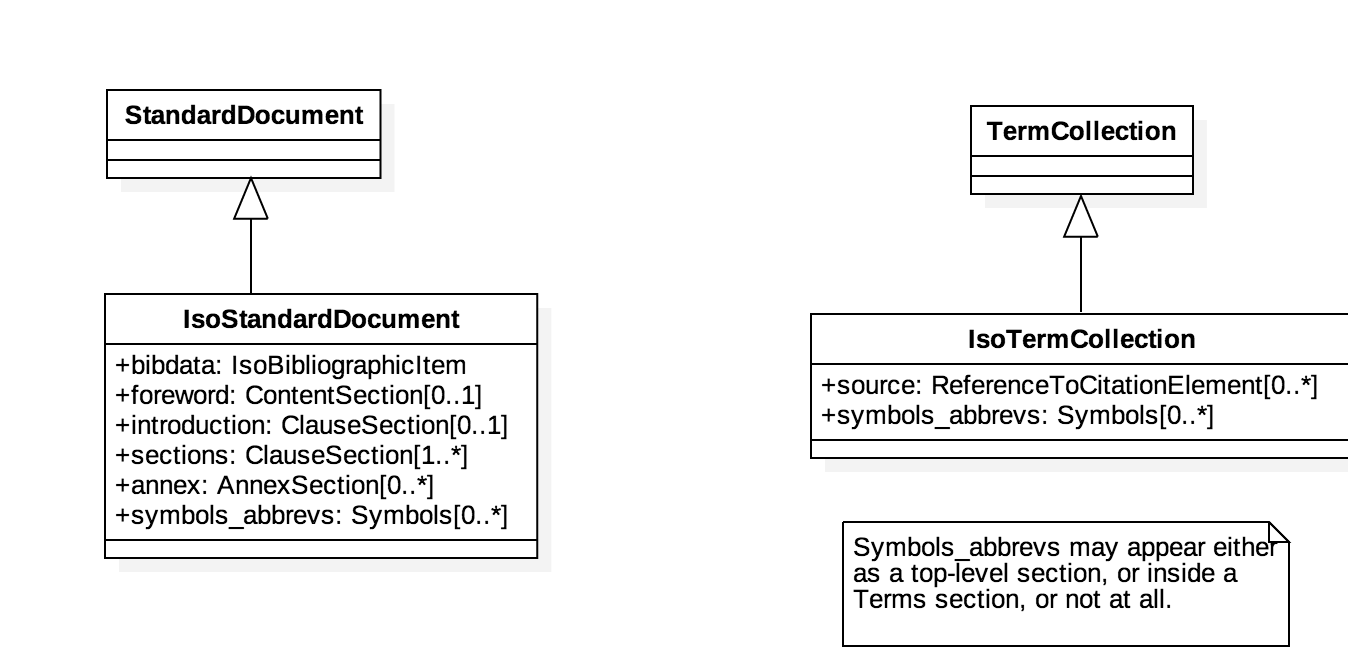 StandardDocument
IsoStandardDocument
+bibdata: IsoBibliographicItem
+foreword: ContentSection[0..1]
+introduction: ClauseSection[0..1]
+sections: ClauseSection[1..*]
+annex: AnnexSection[0..*]
+symbols_abbrevs: Symbols[0..*]
TermCollection
IsoTermCollection
+source: ReferenceToCitationElement[0..*]
+symbols_abbrevs: Symbols[0..*]
Symbols_abbrevs may appear either
as a top-level section, or inside a
Terms section, or not at all.